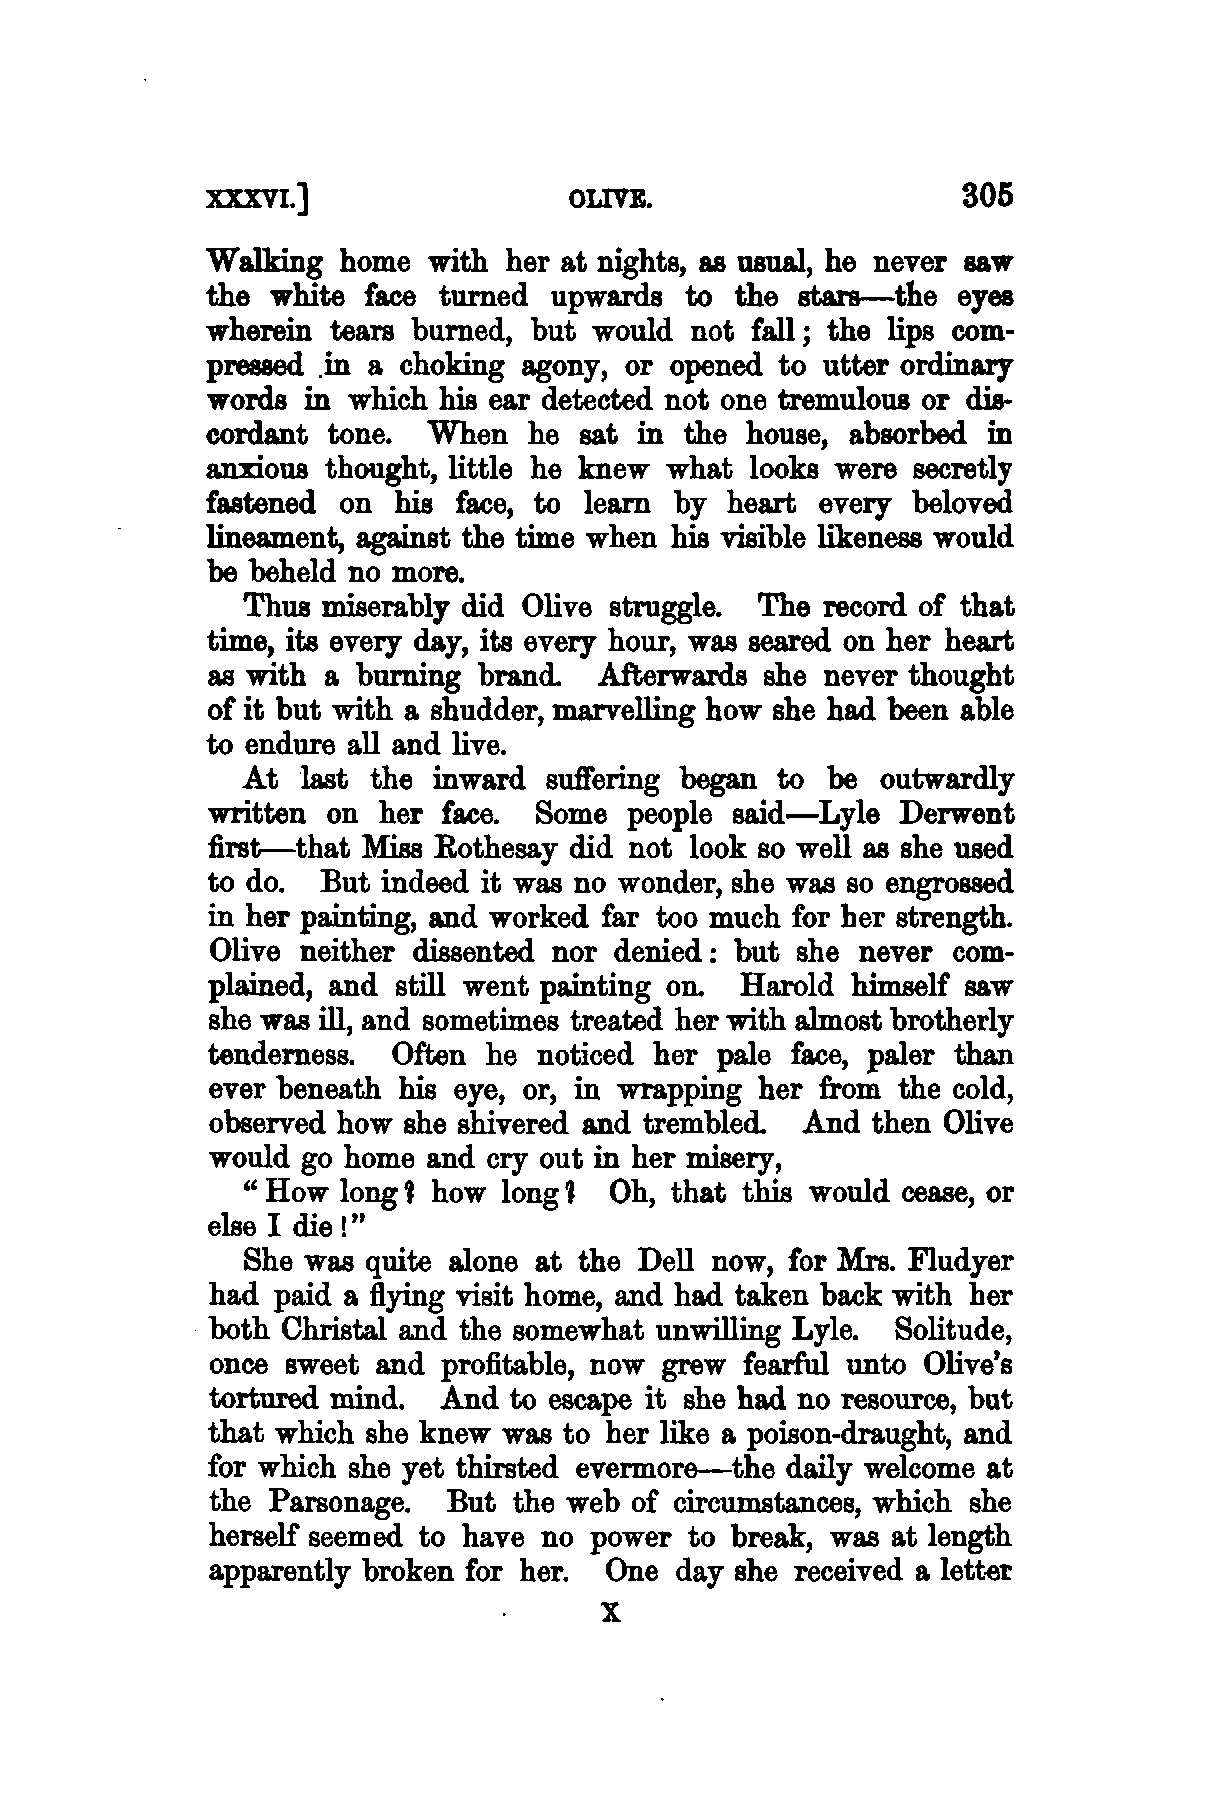 XXXVI.] OLIVE. 305
Walking home with her at nights, as usual, he never saw
the white face turned upwards to the stars—the eyes
wherein tears burned, but would not fall; the lips com-
pressed in a choking agony, or opened to utter ordinary
words in which his ear detected not one tremulous or dis-
cordant tone. When he sat in the house, absorbed in
anxious thought, little he knew what looks were secretly
fastened on his face, to learn by heart every beloved
lineament, against the time when his visible likeness would
be beheld no more.
Thus miserably did Olive struggle. The record of that
time, its every day, its every hour, was seared on her heart
as with a burning brand. Afterwards she never thought
of it but with a shudder, marvelling how she had been able
to endure all and live.
At last the inward suffering began to be outwardly
written on her face. Some people said—Lyle Derwent
first—that Miss Rothesay did not look so well as she used
to do. But indeed it was no wonder, she was so engrossed
in her painting, and worked far too much for her strength.
Olive neither dissented nor denied: but she never com-
plained, and still went painting on. Harold himself saw
she was ill, and sometimes treated her with almost brotherly
tenderness. Often he noticed her pale face, paler than
ever beneath his eye, or, in wrapping her from the cold,
observed how she shivered and trembled. And then Olive
would go home and cry out in her misery,
"How long? how long? Oh, that this would cease, or
else I die!"
She was quite alone at the Dell now, for Mrs. Fludyer
had paid a flying visit home, and had taken back with her
both Christal and the somewhat unwilling Lyle. Solitude,
once sweet and profitable, now grew fearful unto Olive's
tortured mind. And to escape it she had no resource, but
that which she knew was to her like a poison-draught, and
for which she yet thirsted evermore—the daily welcome at
the Parsonage. But the web of circumstances, which she
herself seemed to have no power to break, was at length
apparently broken for her. One day she received a letter
X